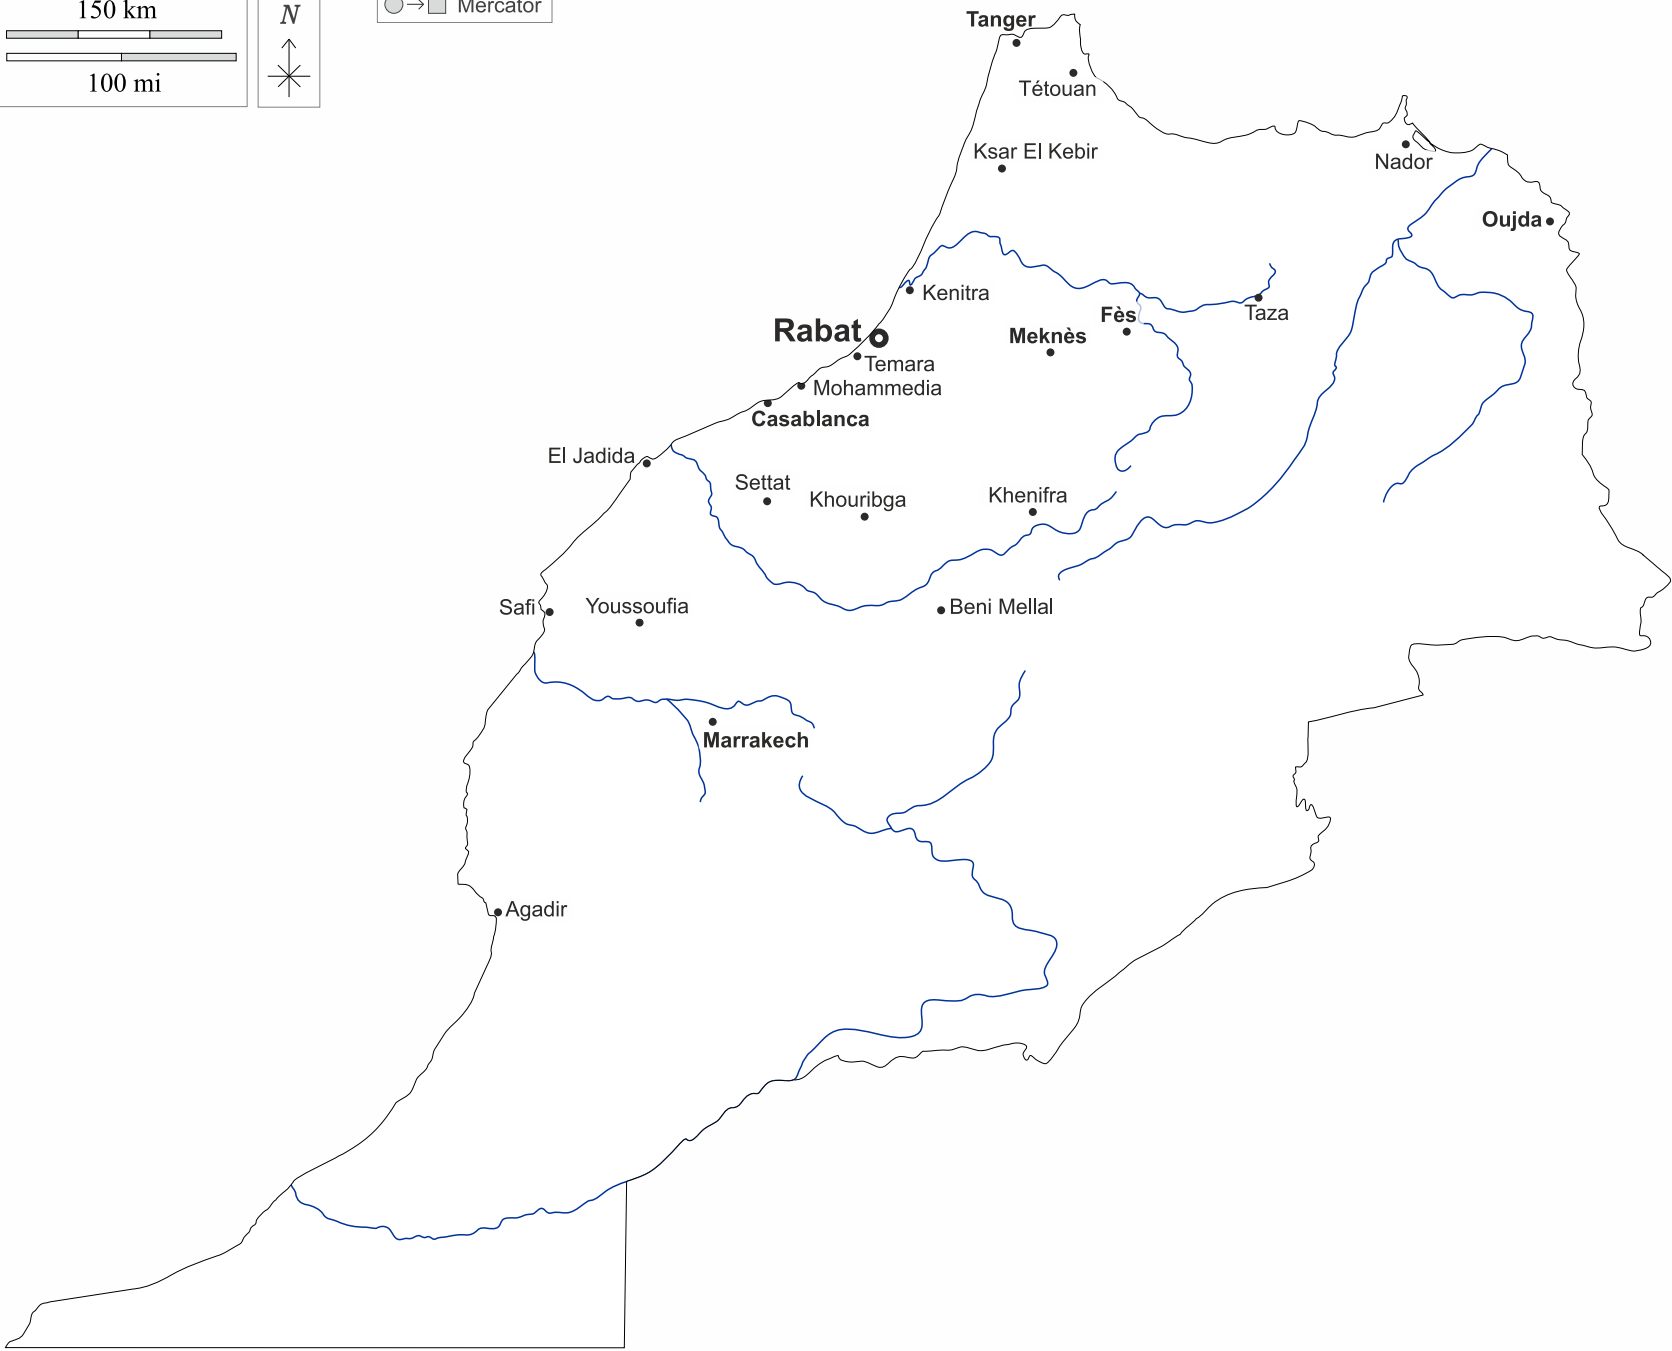 150 km
100 mi
N
Mercator
Tanger
Tétouan
Ksar El Kebir
Nador
Oujda
Kenitra
Fès
Taza
Rabat
Meknès
Temara
Mohammedia
Casablanca
El Jadida
Settat
Khouribga
Khenifra
Safi
Youssoufia
Beni Mellal
Marrakech
Agadir